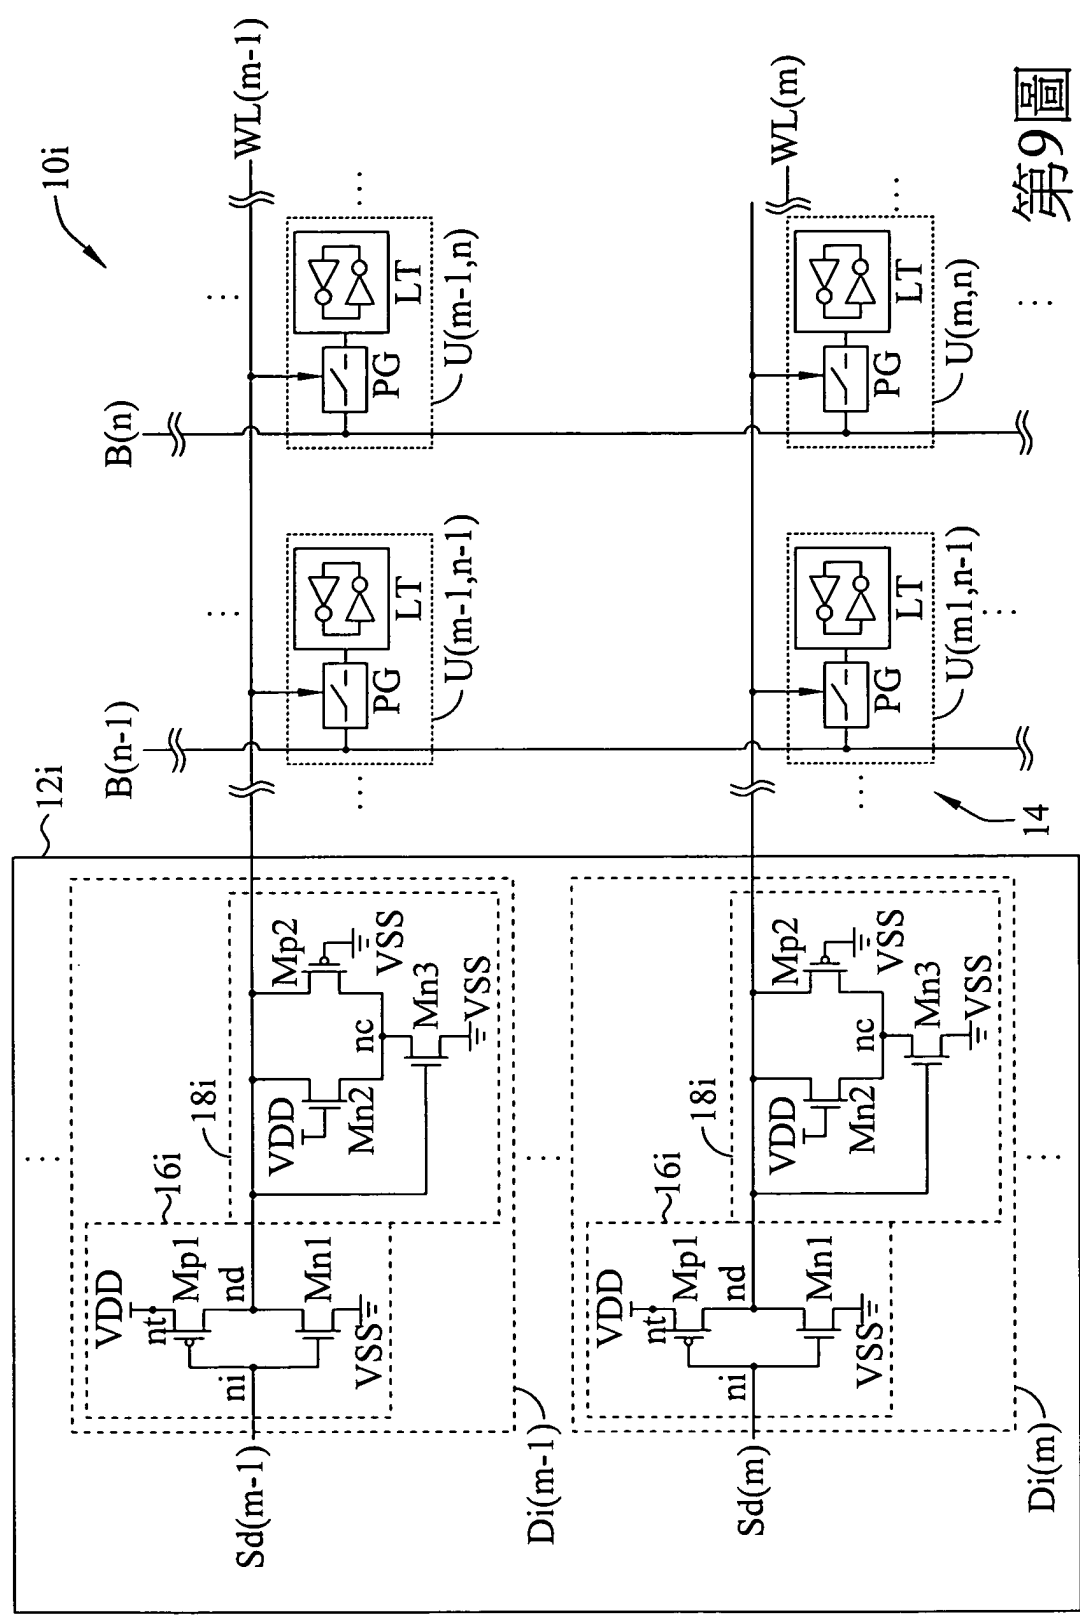 10i
12i
B(n-1)
B(n)
WL(m-1)
Sd(m-1)
16i
VDD
nt
Mp1
ni
nd
Mn1
VSS
18i
VDD
Mn2
nc
Mp2
VSS
Mn3
VSS
Di(m-1)
PG
LT
U(m-1,n-1)
PG
LT
U(m-1,n)
WL(m)
Sd(m)
16i
VDD
nt
Mp1
ni
nd
Mn1
VSS
18i
VDD
Mn2
nc
Mp2
VSS
Mn3
VSS
Di(m)
PG
LT
U(m1,n-1)
PG
LT
U(m,n)
14
第9圖